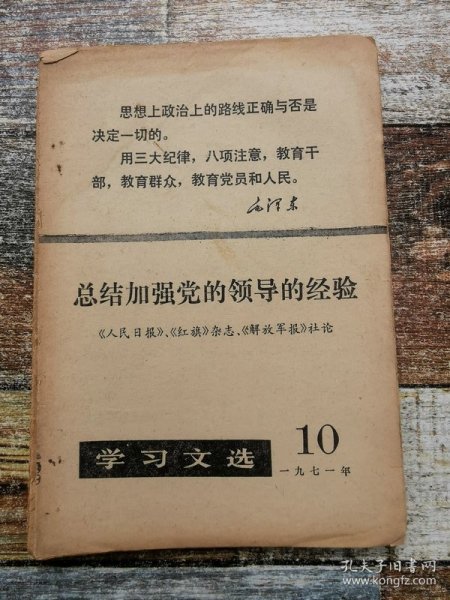 思想上政治上的路线正确与否是
决定一切的。
用三大纪律，八项注意，教育干
部，教育群众，教育党员和人民。
毛泽东
总结加强党的领导的经验
《人民日报》、《红旗》杂志、《解放军报》社论
学习文选
10
一九七一年
孔夫子旧书网
www.kongfz.com